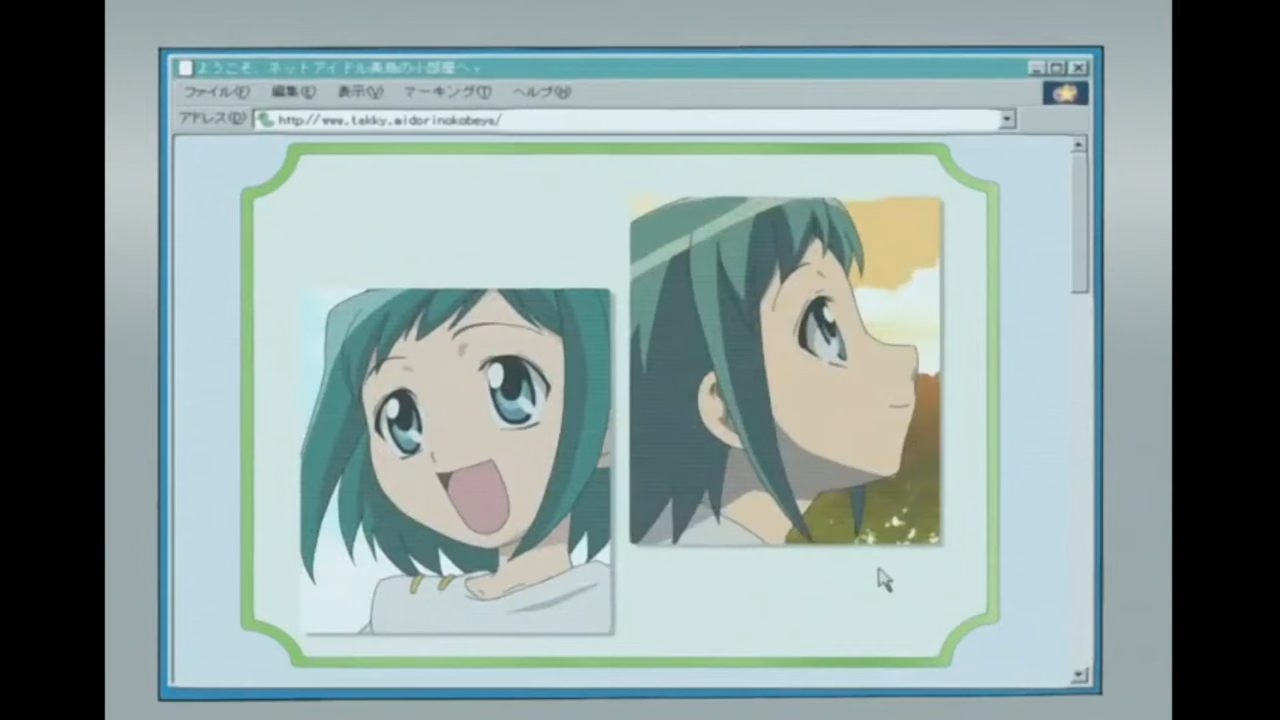 ようこそ、ネットアイドル美鳥の小部屋へ♥
ファイル(F) 編集(E) 表示(V) マーキング(T) ヘルプ(H)
アドレス(D) http://www.takky.midorinokobeya/